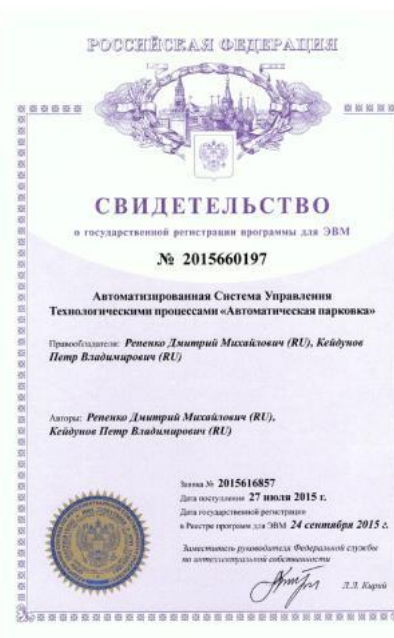 РОССИЙСКАЯ ФЕДЕРАЦИЯ
СВИДЕТЕЛЬСТВО
о государственной регистрации программы для ЭВМ
№ 2015660197
Автоматизированная Система Управления
Технологическими процессами «Автоматическая парковка»
Правообладатели: Репенко Дмитрий Михайлович (RU), Кейдунов
Петр Владимирович (RU)
Авторы: Репенко Дмитрий Михайлович (RU),
Кейдунов Петр Владимирович (RU)
Заявка № 2015616857
Дата поступления 27 июля 2015 г.
Дата государственной регистрации
в Реестре программ для ЭВМ 24 сентября 2015 г.
Заместитель руководителя Федеральной службы
по интеллектуальной собственности
Л.Л. Кирий